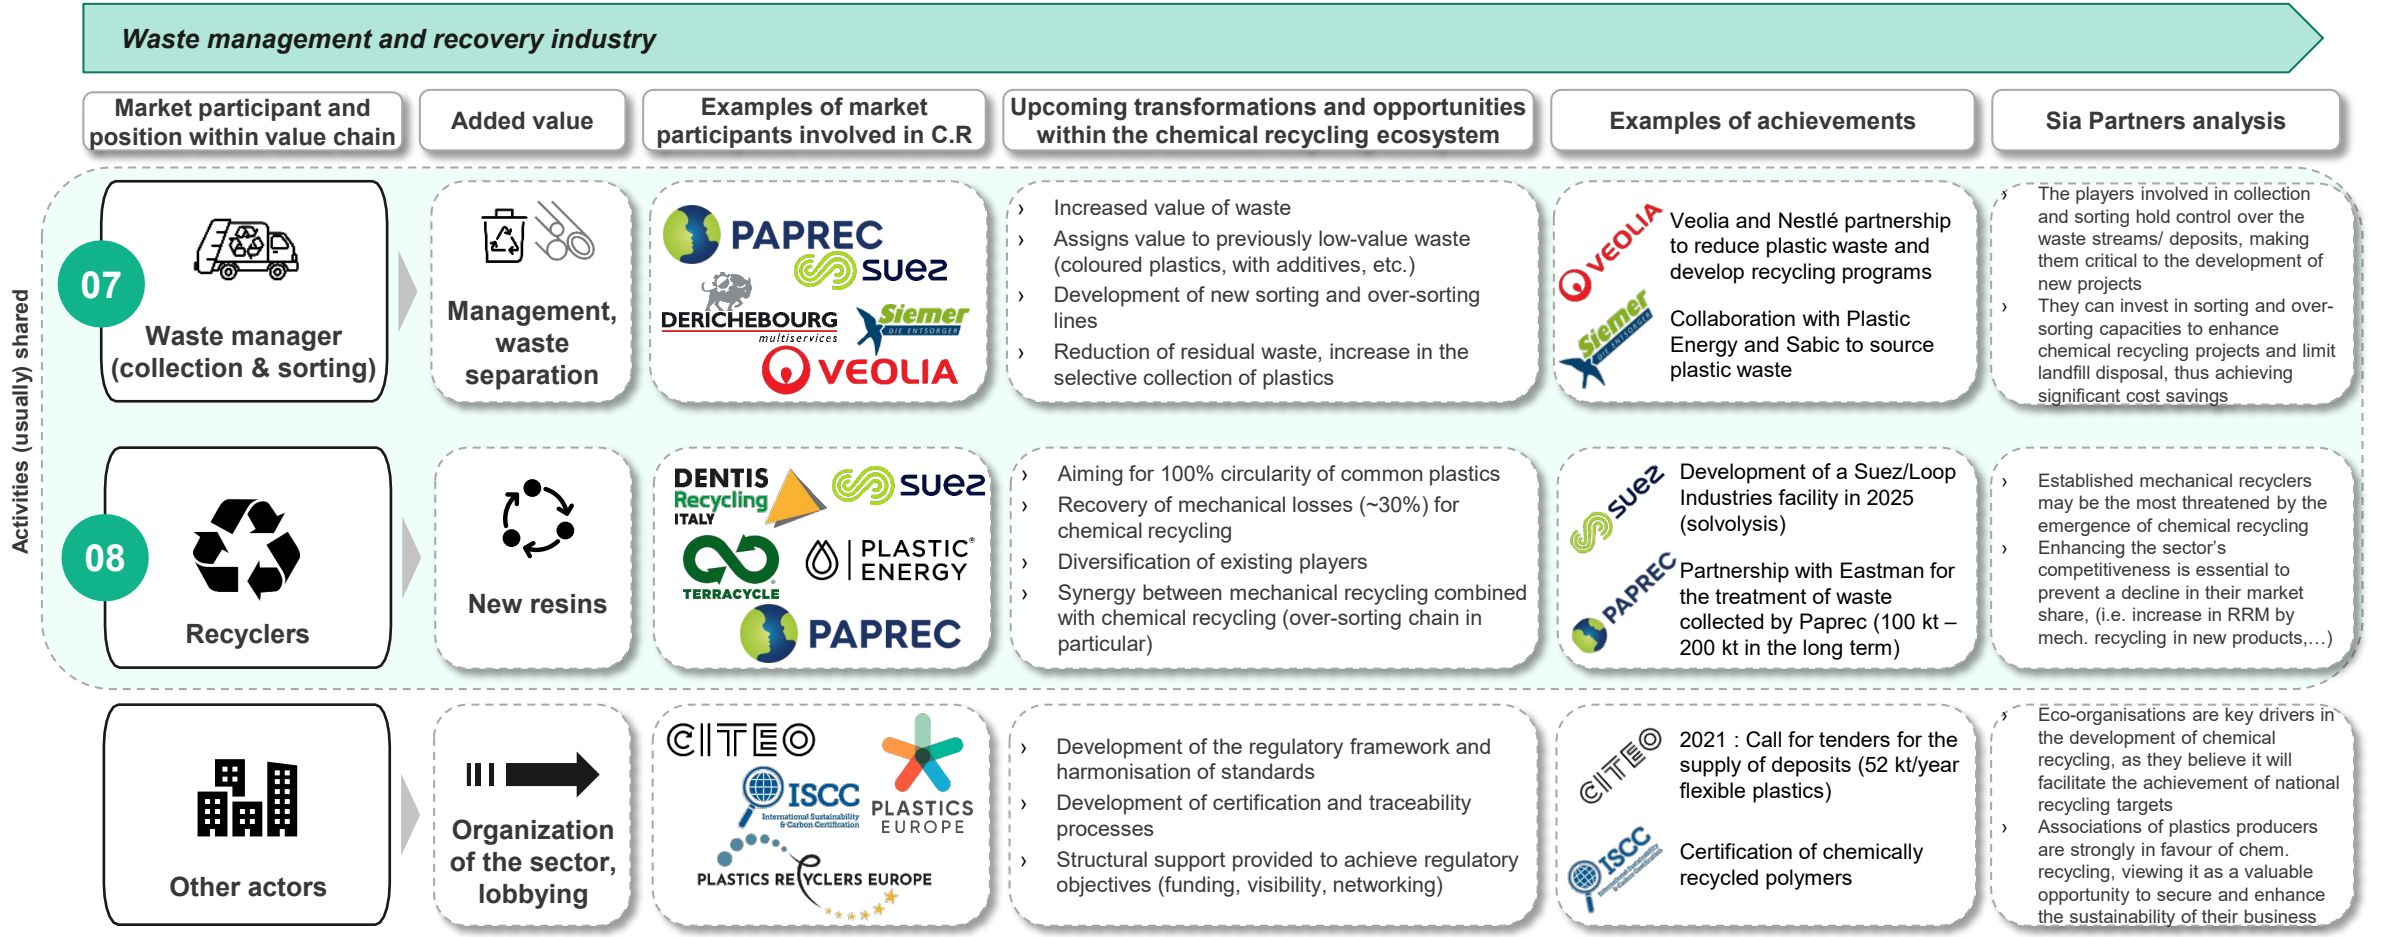 Waste management and recovery industry
Market participant and
position within value chain
Added value
Examples of market
participants involved in C.R
Upcoming transformations and opportunities
within the chemical recycling ecosystem
Examples of achievements
Sia Partners analysis
Activities (usually) shared
07
Waste manager
(collection & sorting)
Management,
waste
separation
PAPREC
suez
DERICHEBOURG
multiservices
Siemer
DIE ENTSORGER
VEOLIA
› Increased value of waste
› Assigns value to previously low-value waste
(coloured plastics, with additives, etc.)
› Development of new sorting and over-sorting
lines
› Reduction of residual waste, increase in the
selective collection of plastics
VEOLIA
Veolia and Nestlé partnership
to reduce plastic waste and
develop recycling programs
Siemer
DIE ENTSORGER
Collaboration with Plastic
Energy and Sabic to source
plastic waste
› The players involved in collection
and sorting hold control over the
waste streams/ deposits, making
them critical to the development of
new projects
› They can invest in sorting and over-
sorting capacities to enhance
chemical recycling projects and limit
landfill disposal, thus achieving
significant cost savings
08
Recyclers
New resins
DENTIS
Recycling
ITALY
suez
TERRACYCLE®
PLASTIC®
ENERGY
PAPREC
› Aiming for 100% circularity of common plastics
› Recovery of mechanical losses (~30%) for
chemical recycling
› Diversification of existing players
› Synergy between mechanical recycling combined
with chemical recycling (over-sorting chain in
particular)
suez
Development of a Suez/Loop
Industries facility in 2025
(solvolysis)
PAPREC
Partnership with Eastman for
the treatment of waste
collected by Paprec (100 kt –
200 kt in the long term)
› Established mechanical recyclers
may be the most threatened by the
emergence of chemical recycling
› Enhancing the sector’s
competitiveness is essential to
prevent a decline in their market
share, (i.e. increase in RRM by
mech. recycling in new products,…)
Other actors
Organization
of the sector,
lobbying
CITEO
ISCC
International Sustainability
& Carbon Certification
PLASTICS
EUROPE
PLASTICS RECYCLERS EUROPE
› Development of the regulatory framework and
harmonisation of standards
› Development of certification and traceability
processes
› Structural support provided to achieve regulatory
objectives (funding, visibility, networking)
CITEO
2021 : Call for tenders for the
supply of deposits (52 kt/year
flexible plastics)
ISCC
International Sustainability
& Carbon Certification
Certification of chemically
recycled polymers
› Eco-organisations are key drivers in
the development of chemical
recycling, as they believe it will
facilitate the achievement of national
recycling targets
› Associations of plastics producers
are strongly in favour of chem.
recycling, viewing it as a valuable
opportunity to secure and enhance
the sustainability of their business